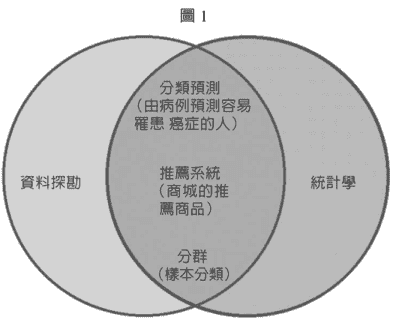 圖 1
分類預測
（由病例預測容易
罹患 癌症的人）
資料探勘
推薦系統
（商城的推
薦商品）
統計學
分群
（樣本分類）